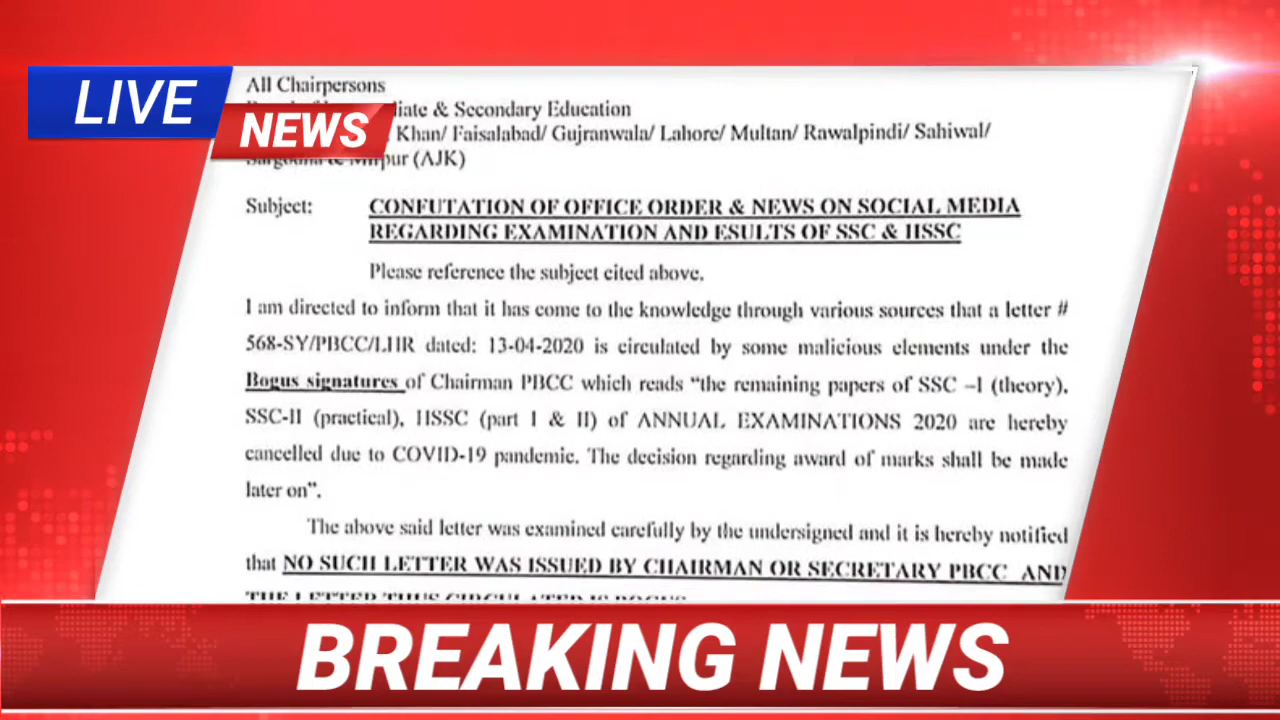 LIVE
NEWS
All Chairpersons
iate & Secondary Education
Khan/ Faisalabad/ Gujranwala/ Lahore/ Multan/ Rawalpindi/ Sahiwal/
(AJK)
Subject: CONFUTATION OF OFFICE ORDER & NEWS ON SOCIAL MEDIA
REGARDING EXAMINATION AND ESULTS OF SSC & HSSC
Please reference the subject cited above.
I am directed to inform that it has come to the knowledge through various sources that a letter #
568-SY/PBCC/LHR dated: 13-04-2020 is circulated by some malicious elements under the
Bogus signatures of Chairman PBCC which reads “the remaining papers of SSC –I (theory),
SSC-II (practical), HSSC (part I & II) of ANNUAL EXAMINATIONS 2020 are hereby
cancelled due to COVID-19 pandemic. The decision regarding award of marks shall be made
later on”.
The above said letter was examined carefully by the undersigned and it is hereby notified
that NO SUCH LETTER WAS ISSUED BY CHAIRMAN OR SECRETARY PBCC AND
THE LETTER THUS CIRCULATED IS BOGUS
BREAKING NEWS